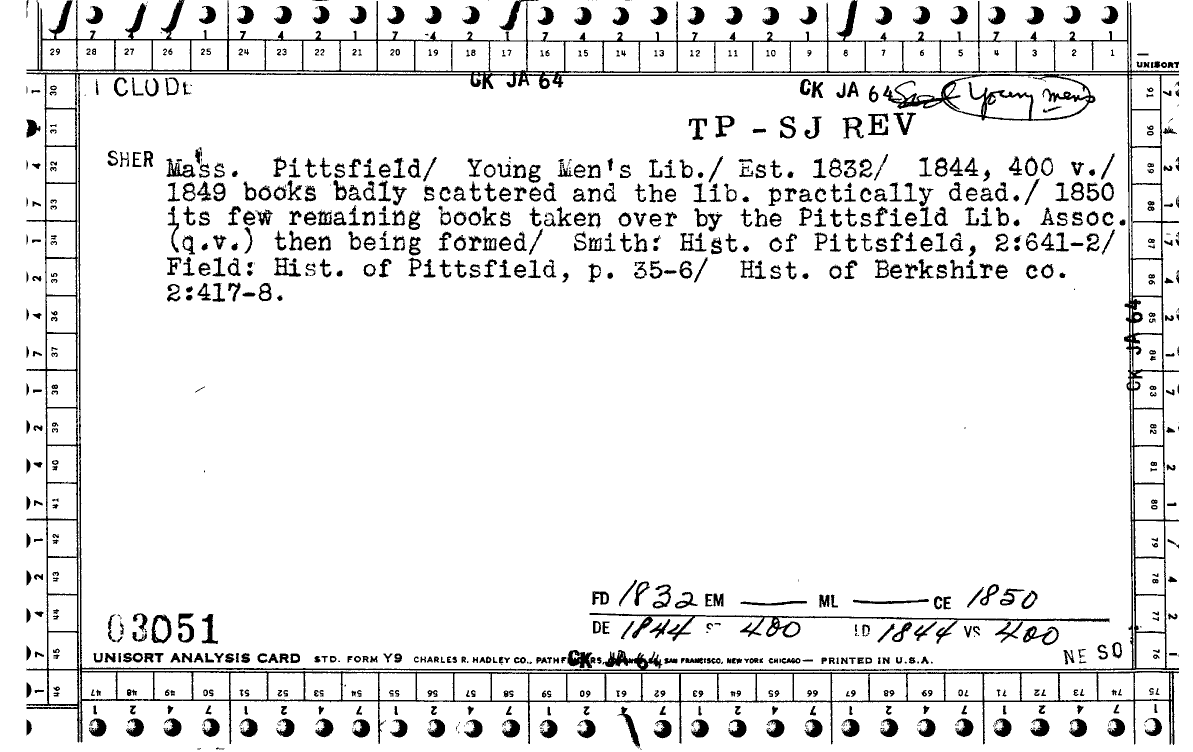 7 4 2 1 7 4 2 1 7 4 2 1 7 4 2 1 7 4 2 1 7 4 2 1
29 28 27 26 25 24 23 22 21 20 19 18 17 16 15 14 13 12 11 10 9 8 7 6 5 4 3 2 1
UNISORT
CLODE
CK JA 64
CK JA 64
Young Men's
TP-SJ REV
SHER Mass. Pittsfield/ Young Men's Lib./ Est. 1832/ 1844, 400 v./
1849 books badly scattered and the lib. practically dead./ 1850
its few remaining books taken over by the Pittsfield Lib. Assoc.
(q.v.) then being formed/ Smith: Hist. of Pittsfield, 2:641-2/
Field: Hist. of Pittsfield, p. 35-6/ Hist. of Berkshire co.
2:417-8.
CK JA 64
FD 1832 EM ML CE 1850
DE 1844 400 LD 1844 VS 400
03051
UNISORT ANALYSIS CARD STD. FORM Y9 CHARLES R. HADLEY CO., SAN FRANCISCO, NEW YORK CHICAGO — PRINTED IN U.S.A.
CK JA 64
NE SO
30 31 32 33 34 35 36 37 38 39 40 41 42 43 44 45 46
47 48 49 50 51 52 53 54 55 56 57 58 59 60 61 62 63 64 65 66 67 68 69 70 71 72 73 74 75
76 77 78 79 80 81 82 83 84 85 86 87 88 89 90 91